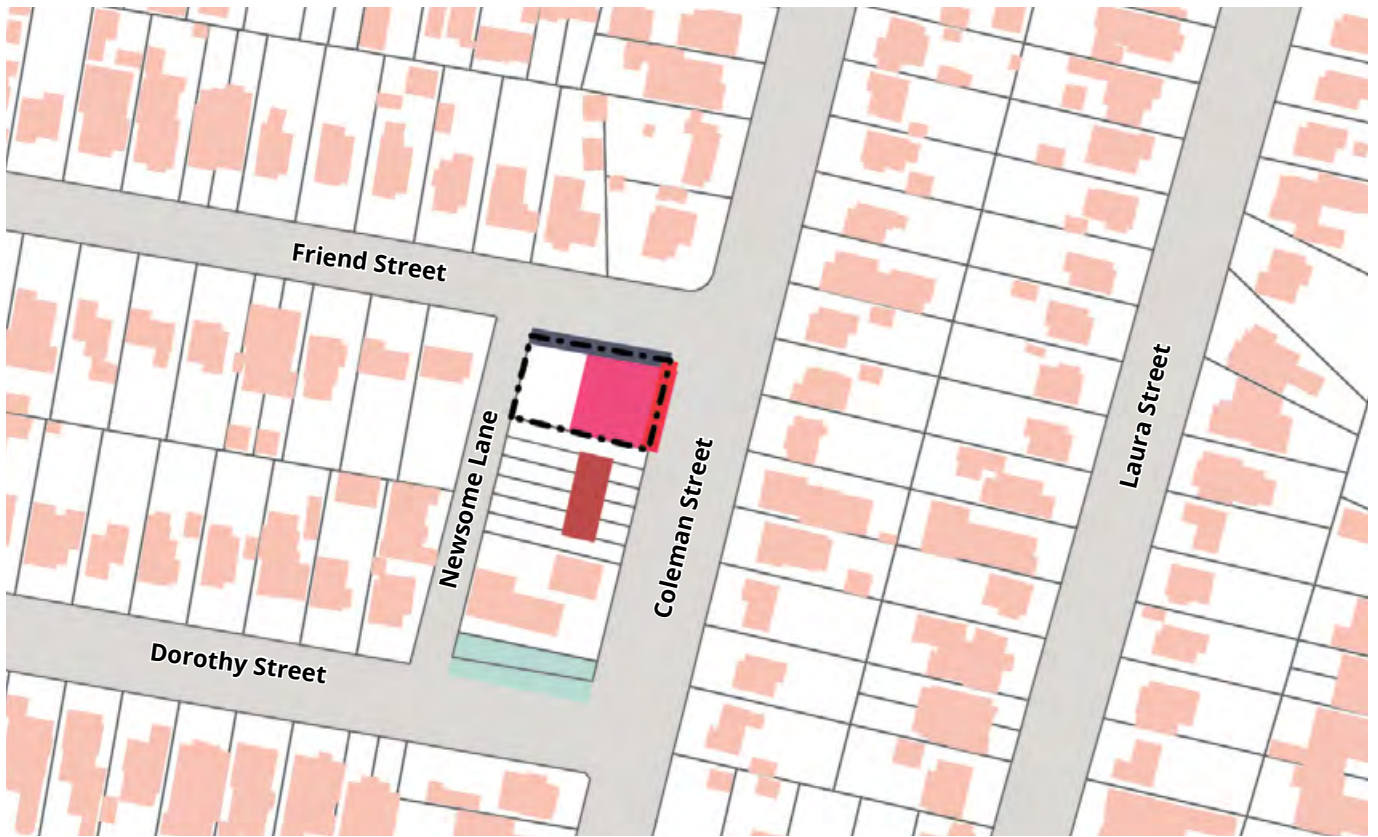 Friend Street
Laura Street
Newsome Lane
Coleman Street
Dorothy Street